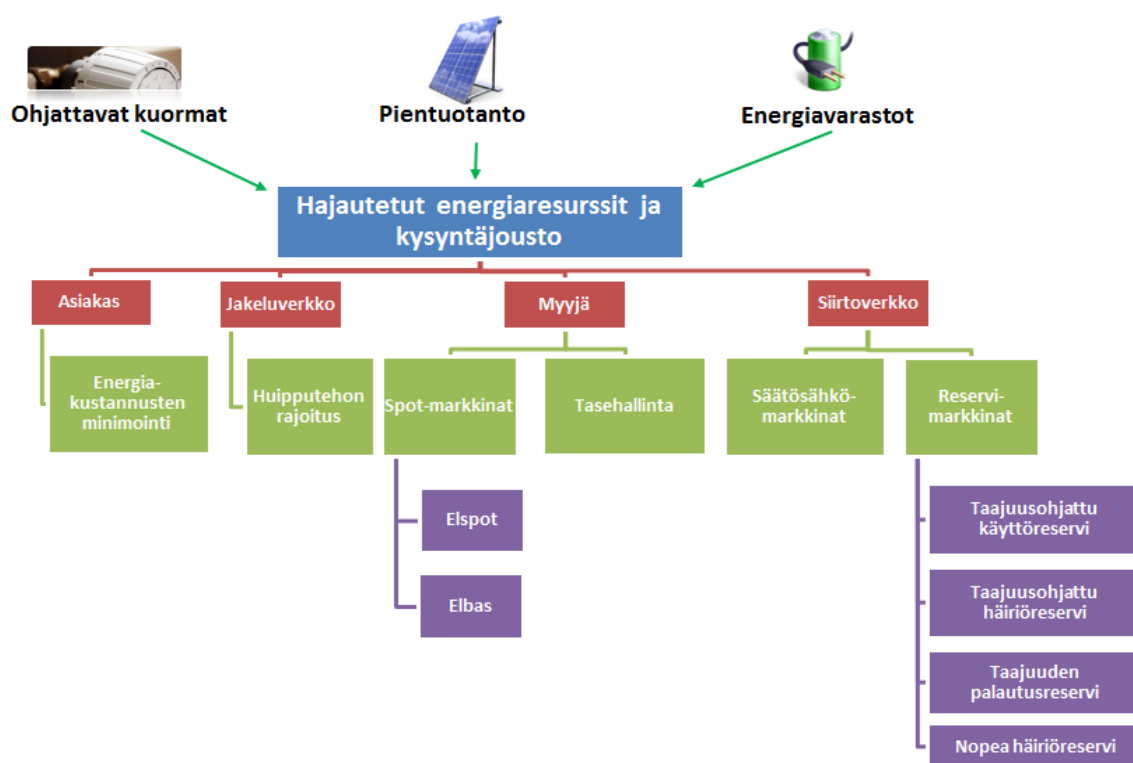 Ohjattavat kuormat
Pientuotanto
Energiavarastot
Hajautetut energiaresurssit ja
kysyntäjousto
Asiakas
Jakeluverkko
Myyjä
Siirtoverkko
Energia-
kustannusten
minimointi
Huipputehon
rajoitus
Spot-markkinat
Tasehallinta
Säätösähkö-
markkinat
Reservi-
markkinat
Elspot
Elbas
Taajuusohjattu
käyttöreservi
Taajuusohjattu
häiriöreservi
Taajuuden
palautusreservi
Nopea häiriöreservi